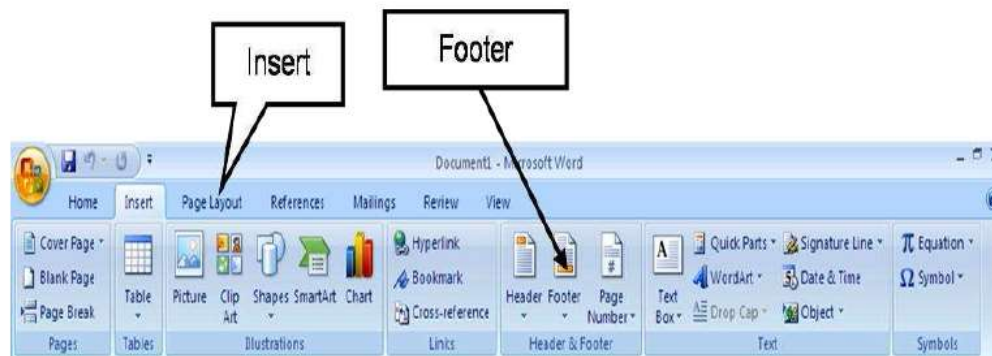 Insert
Footer
Document1 - Microsoft Word
Home Insert Page Layout References Mailings Review View
Cover Page
Blank Page
Page Break
Pages
Table
Tables
Picture Clip Art Shapes SmartArt Chart
Illustrations
Hyperlink
Bookmark
Cross-reference
Links
Header Footer Page Number
Header & Footer
Text Box
Quick Parts
WordArt
Drop Cap
Signature Line
Date & Time
Object
Text
Equation
Symbol
Symbols